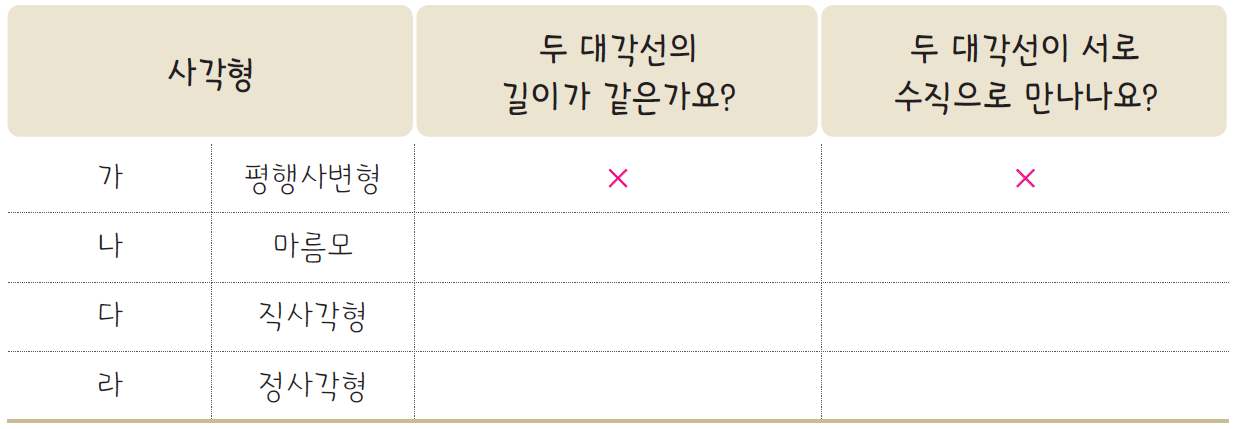 사각형
두 대각선의
길이가 같은가요?
두 대각선이 서로
수직으로 만나나요?
가 평행사변형 × ×
나 마름모
다 직사각형
라 정사각형